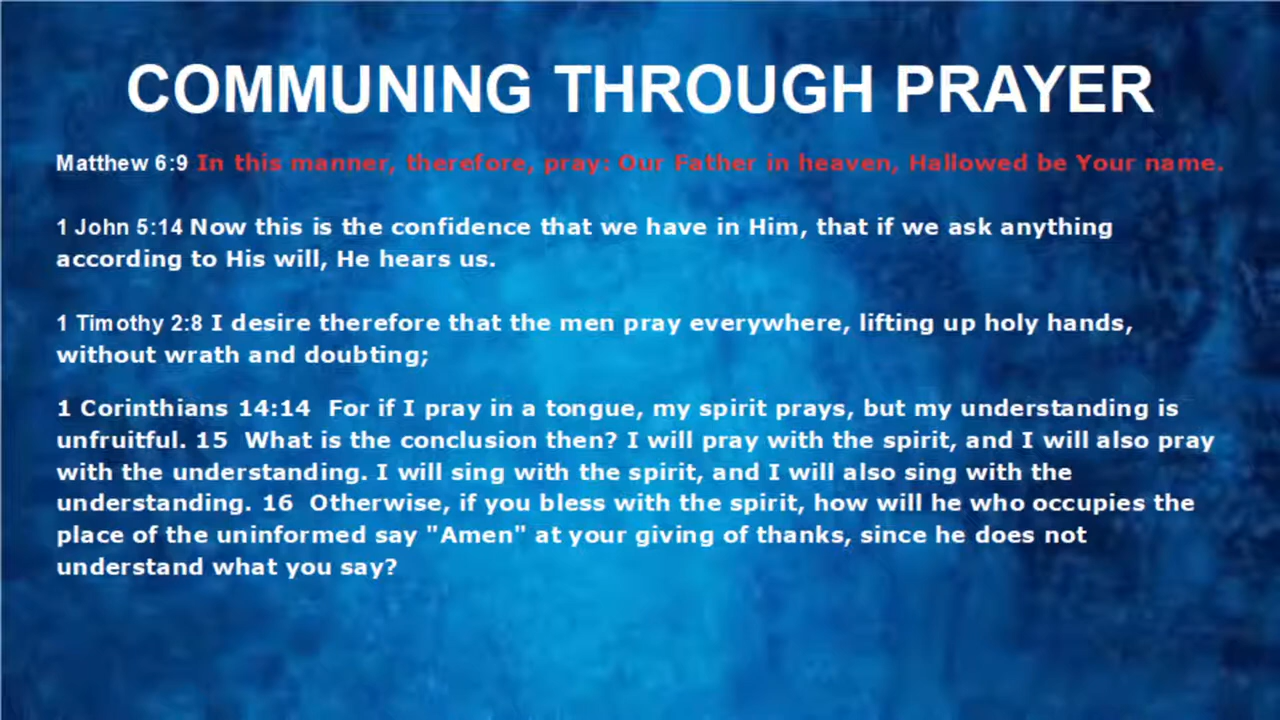 COMMUNING THROUGH PRAYER
Matthew 6:9 In this manner, therefore, pray: Our Father in heaven, Hallowed be Your name.
1 John 5:14 Now this is the confidence that we have in Him, that if we ask anything
according to His will, He hears us.
1 Timothy 2:8 I desire therefore that the men pray everywhere, lifting up holy hands,
without wrath and doubting;
1 Corinthians 14:14  For if I pray in a tongue, my spirit prays, but my understanding is
unfruitful. 15  What is the conclusion then? I will pray with the spirit, and I will also pray
with the understanding. I will sing with the spirit, and I will also sing with the
understanding. 16  Otherwise, if you bless with the spirit, how will he who occupies the
place of the uninformed say "Amen" at your giving of thanks, since he does not
understand what you say?